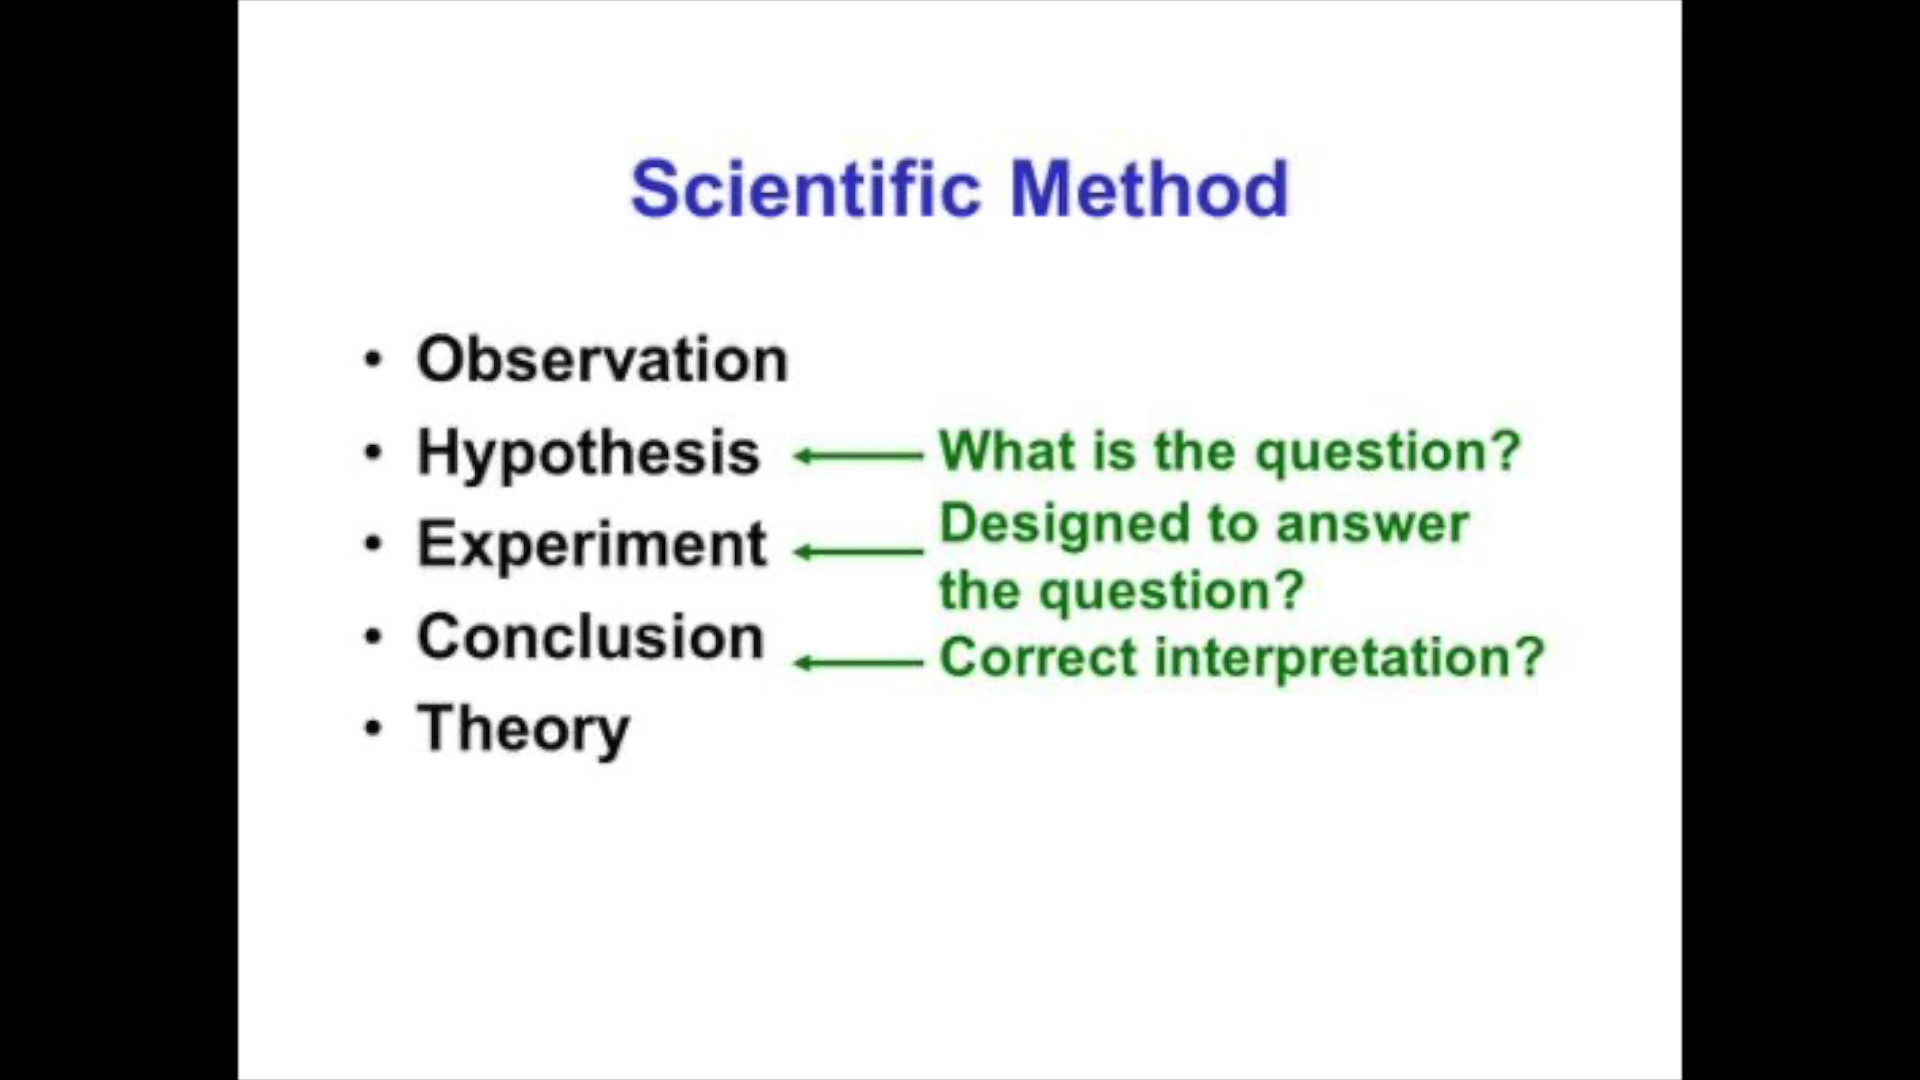 Scientific Method
• Observation
• Hypothesis
What is the question?
• Experiment
Designed to answer
the question?
• Conclusion
Correct interpretation?
• Theory